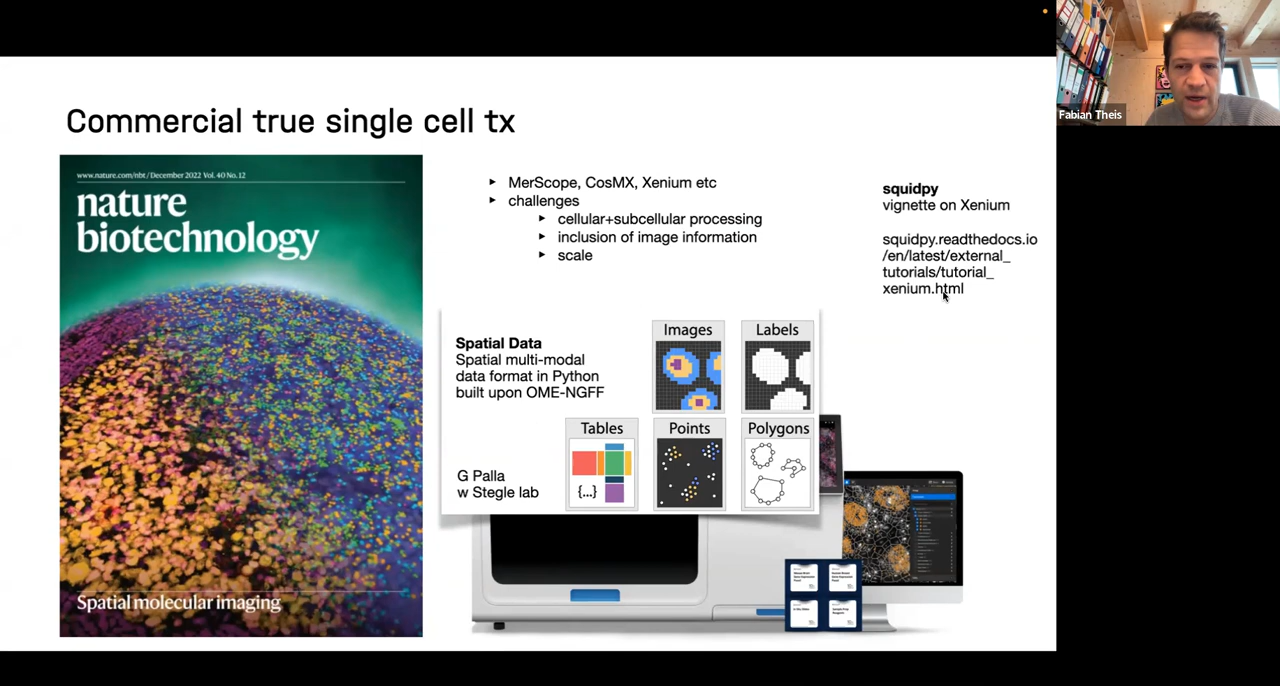 Fabian Theis
Commercial true single cell tx
www.nature.com/nbt / December 2022 Vol. 40 No. 12
nature
biotechnology
Spatial molecular imaging
► MerScope, CosMX, Xenium etc
► challenges
► cellular+subcellular processing
► inclusion of image information
► scale
squidpy
vignette on Xenium
squidpy.readthedocs.io
/en/latest/external_
tutorials/tutorial_
xenium.html
Spatial Data
Spatial multi-modal
data format in Python
built upon OME-NGFF
G Palla
w Stegle lab
Images
Labels
Tables
Points
Polygons
{...}